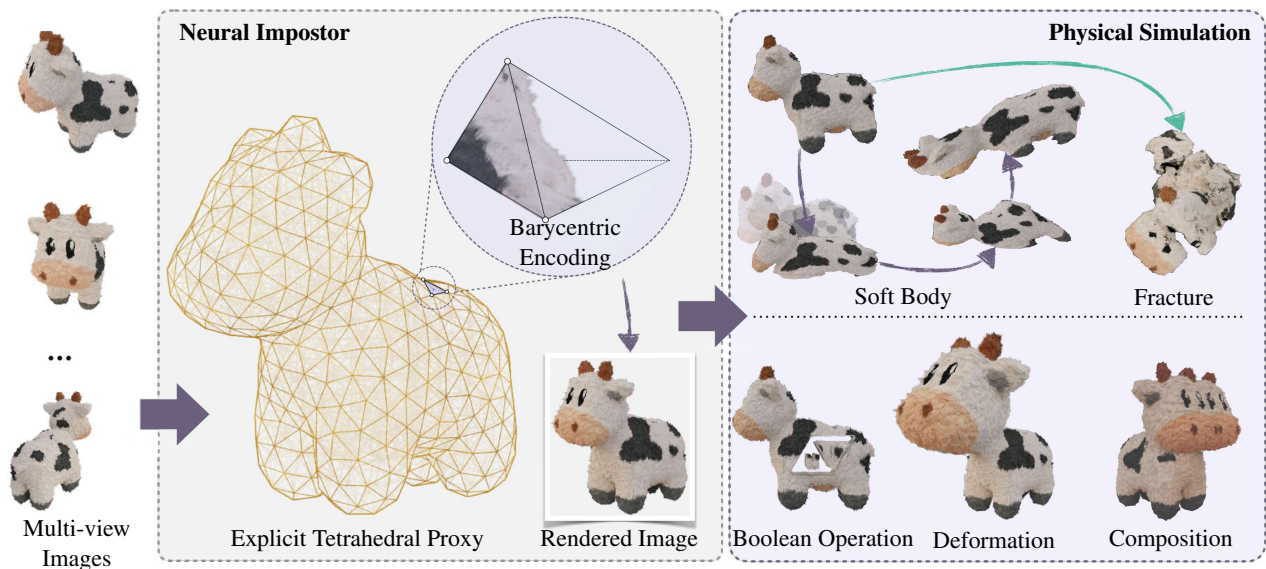 Neural Impostor
Physical Simulation
Barycentric
Encoding
Soft Body
Fracture
...
Multi-view
Images
Explicit Tetrahedral Proxy
Rendered Image
Boolean Operation
Deformation
Composition